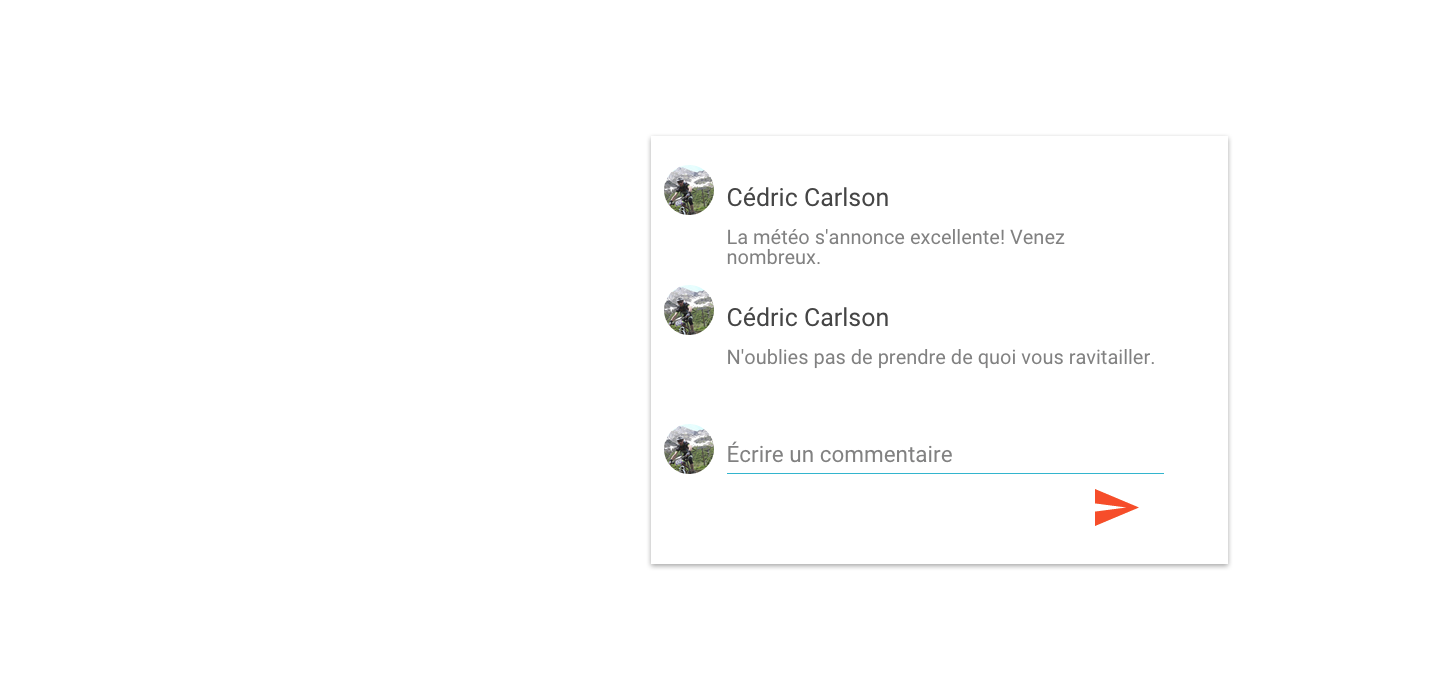 Cédric Carlson
La météo s'annonce excellente! Venez
nombreux.
Cédric Carlson
N'oublies pas de prendre de quoi vous ravitailler.
Écrire un commentaire